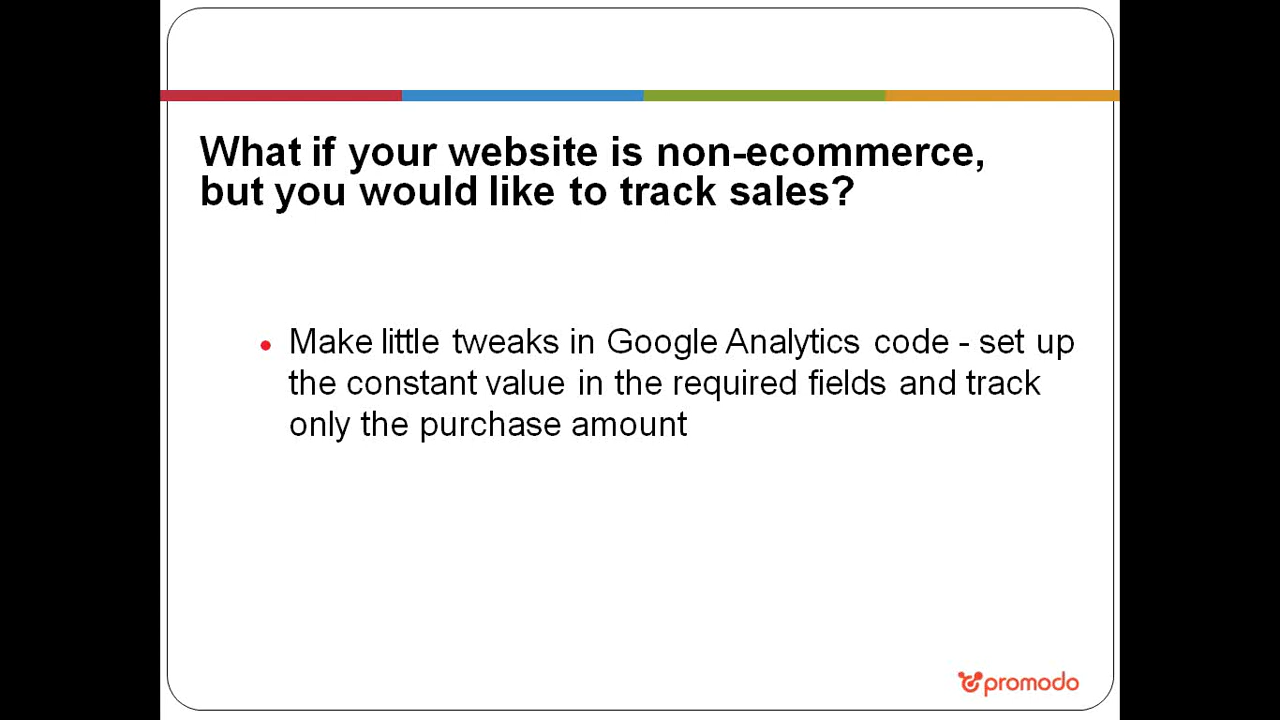 What if your website is non-ecommerce,
but you would like to track sales?
• Make little tweaks in Google Analytics code - set up
the constant value in the required fields and track
only the purchase amount
promodo